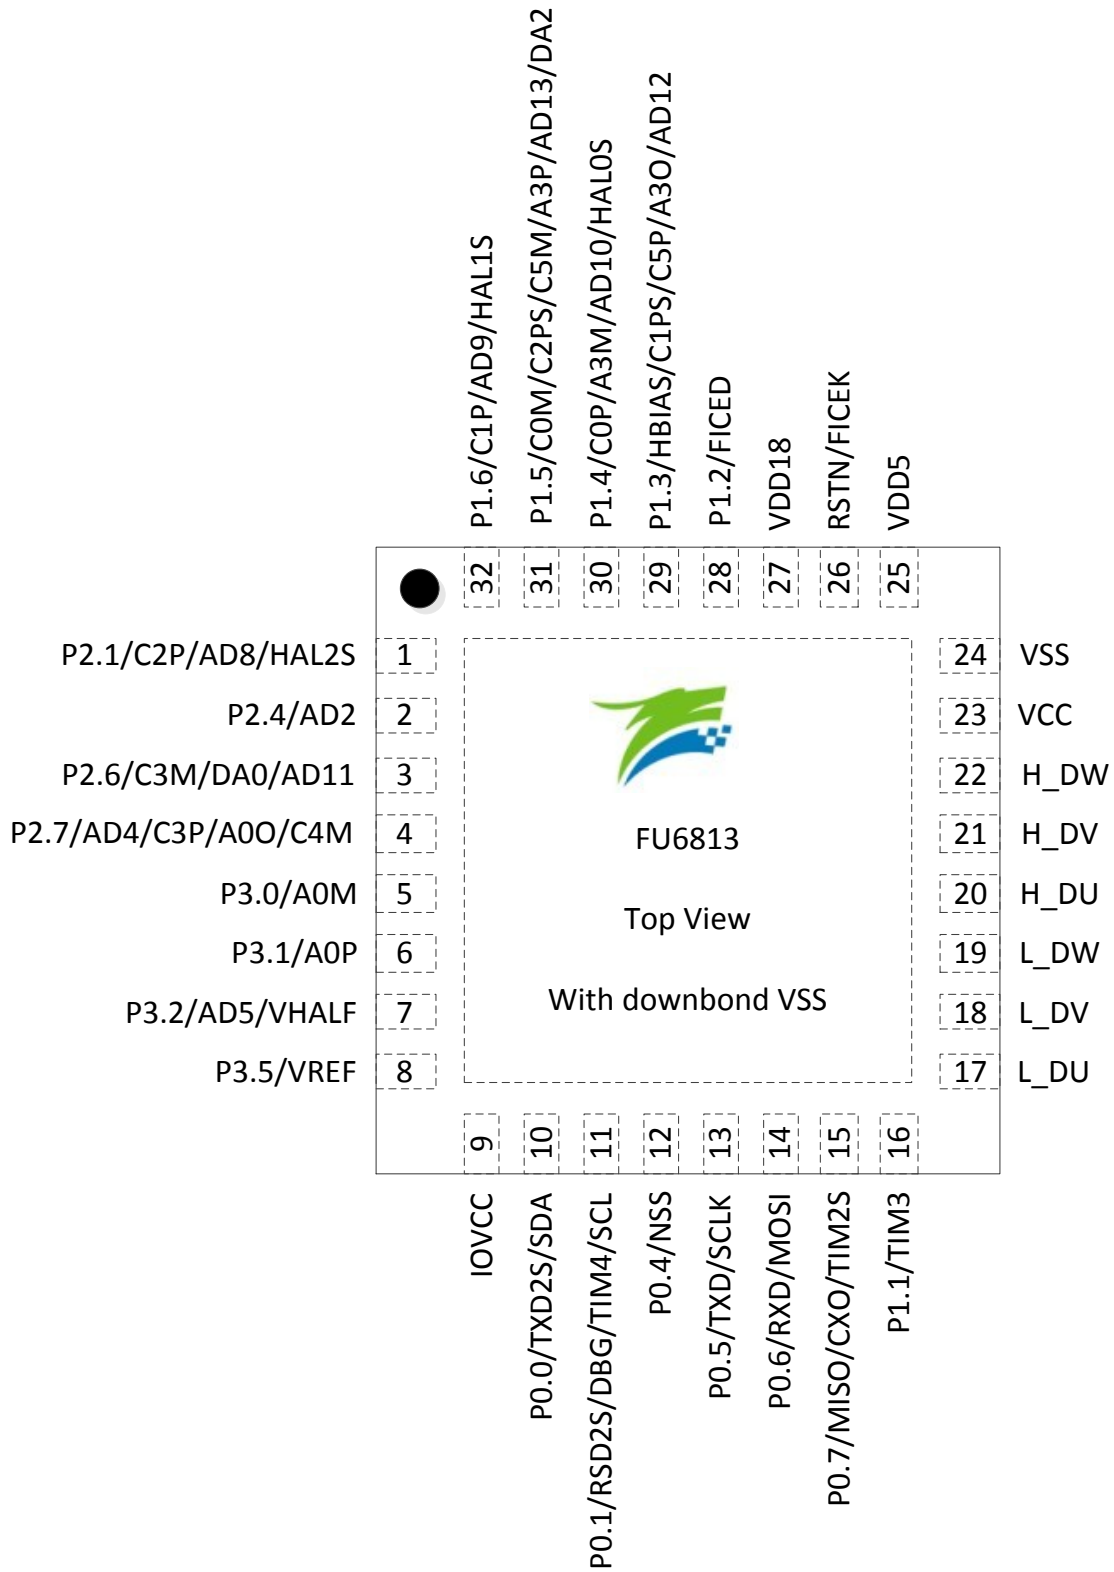 P1.6/C1P/AD9/HAL1S
P1.5/C0M/C2PS/C5M/A3P/AD13/DA2
P1.4/C0P/A3M/AD10/HAL0S
P1.3/HBIAS/C1PS/C5P/A3O/AD12
P1.2/FICED
VDD18
RSTN/FICEK
VDD5
32
31
30
29
28
27
26
25
P2.1/C2P/AD8/HAL2S 1
P2.4/AD2 2
P2.6/C3M/DA0/AD11 3
P2.7/AD4/C3P/A0O/C4M 4
P3.0/A0M 5
P3.1/A0P 6
P3.2/AD5/VHALF 7
P3.5/VREF 8
FU6813
Top View
With downbond VSS
24 VSS
23 VCC
22 H_DW
21 H_DV
20 H_DU
19 L_DW
18 L_DV
17 L_DU
9
10
11
12
13
14
15
16
IOVCC
P0.0/TXD2S/SDA
P0.1/RSD2S/DBG/TIM4/SCL
P0.4/NSS
P0.5/TXD/SCLK
P0.6/RXD/MOSI
P0.7/MISO/CXO/TIM2S
P1.1/TIM3